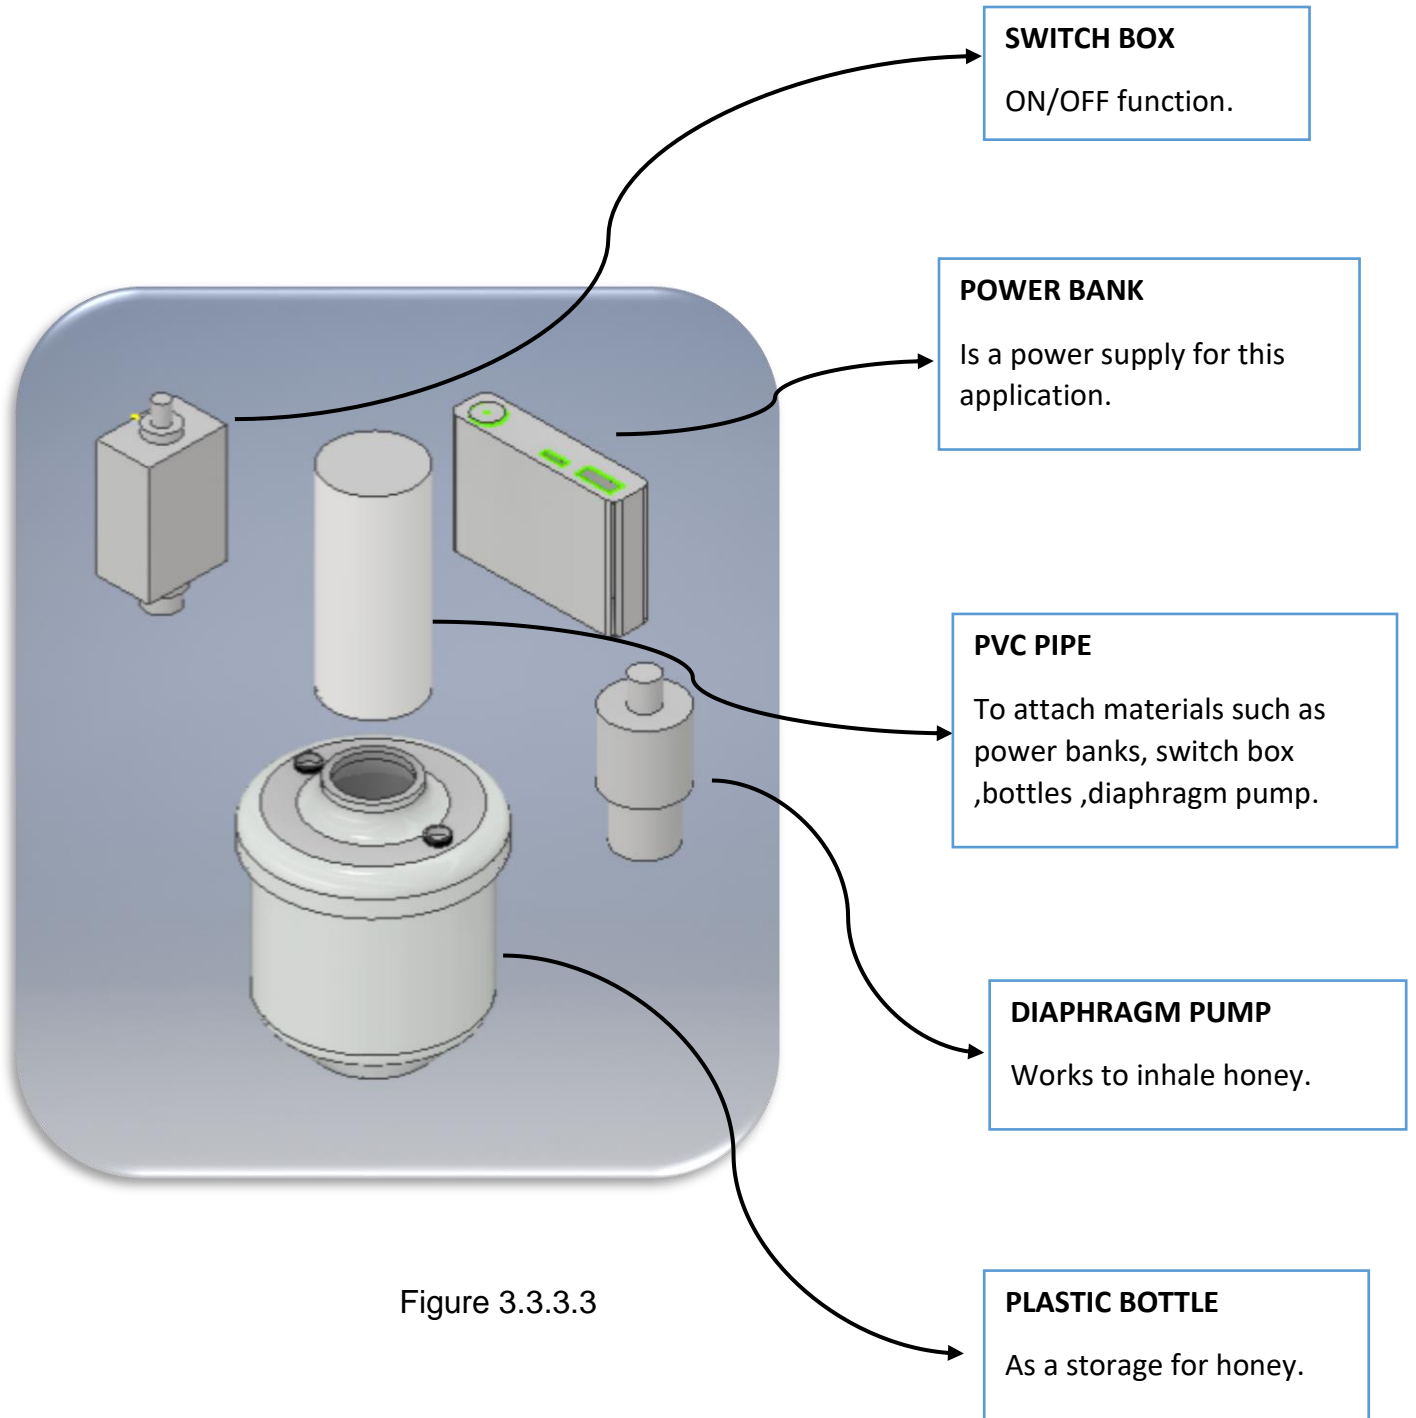 SWITCH BOX
ON/OFF function.
POWER BANK
Is a power supply for this
application.
PVC PIPE
To attach materials such as
power banks, switch box
,bottles ,diaphragm pump.
DIAPHRAGM PUMP
Works to inhale honey.
PLASTIC BOTTLE
As a storage for honey.
Figure 3.3.3.3